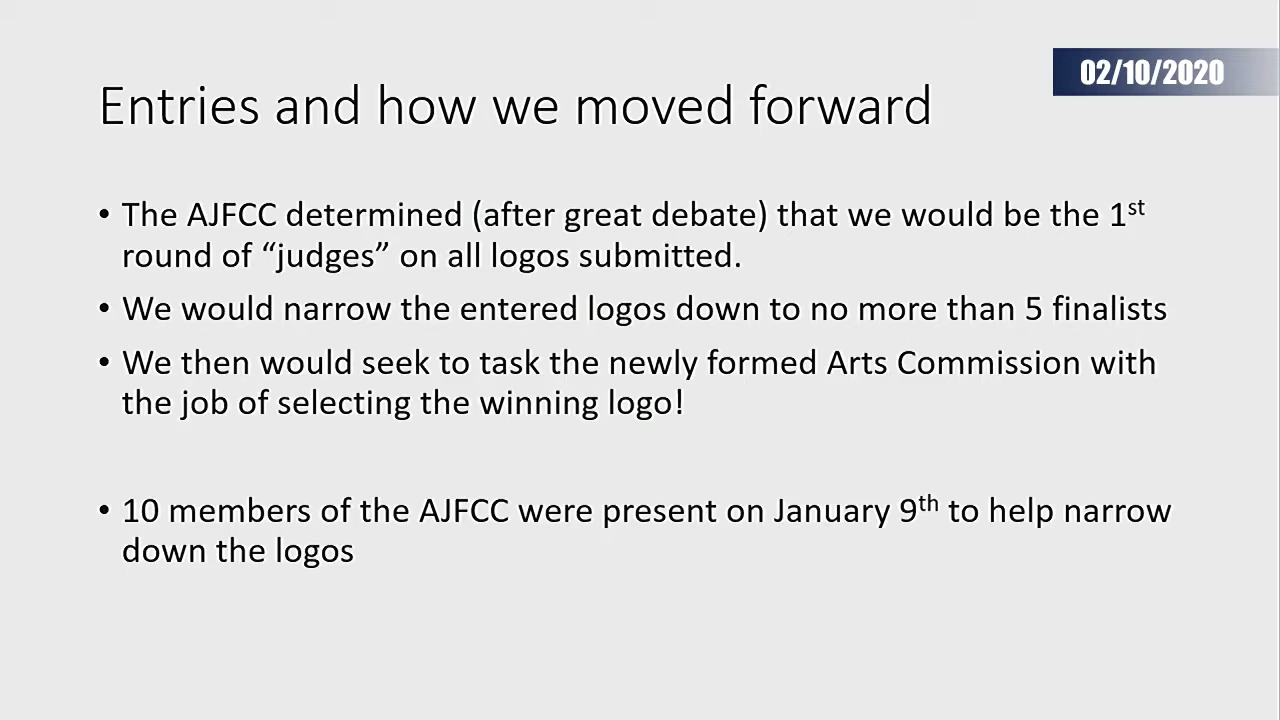 02/10/2020
Entries and how we moved forward
• The AJFCC determined (after great debate) that we would be the 1st
round of “judges” on all logos submitted.
• We would narrow the entered logos down to no more than 5 finalists
• We then would seek to task the newly formed Arts Commission with
the job of selecting the winning logo!
• 10 members of the AJFCC were present on January 9th to help narrow
down the logos